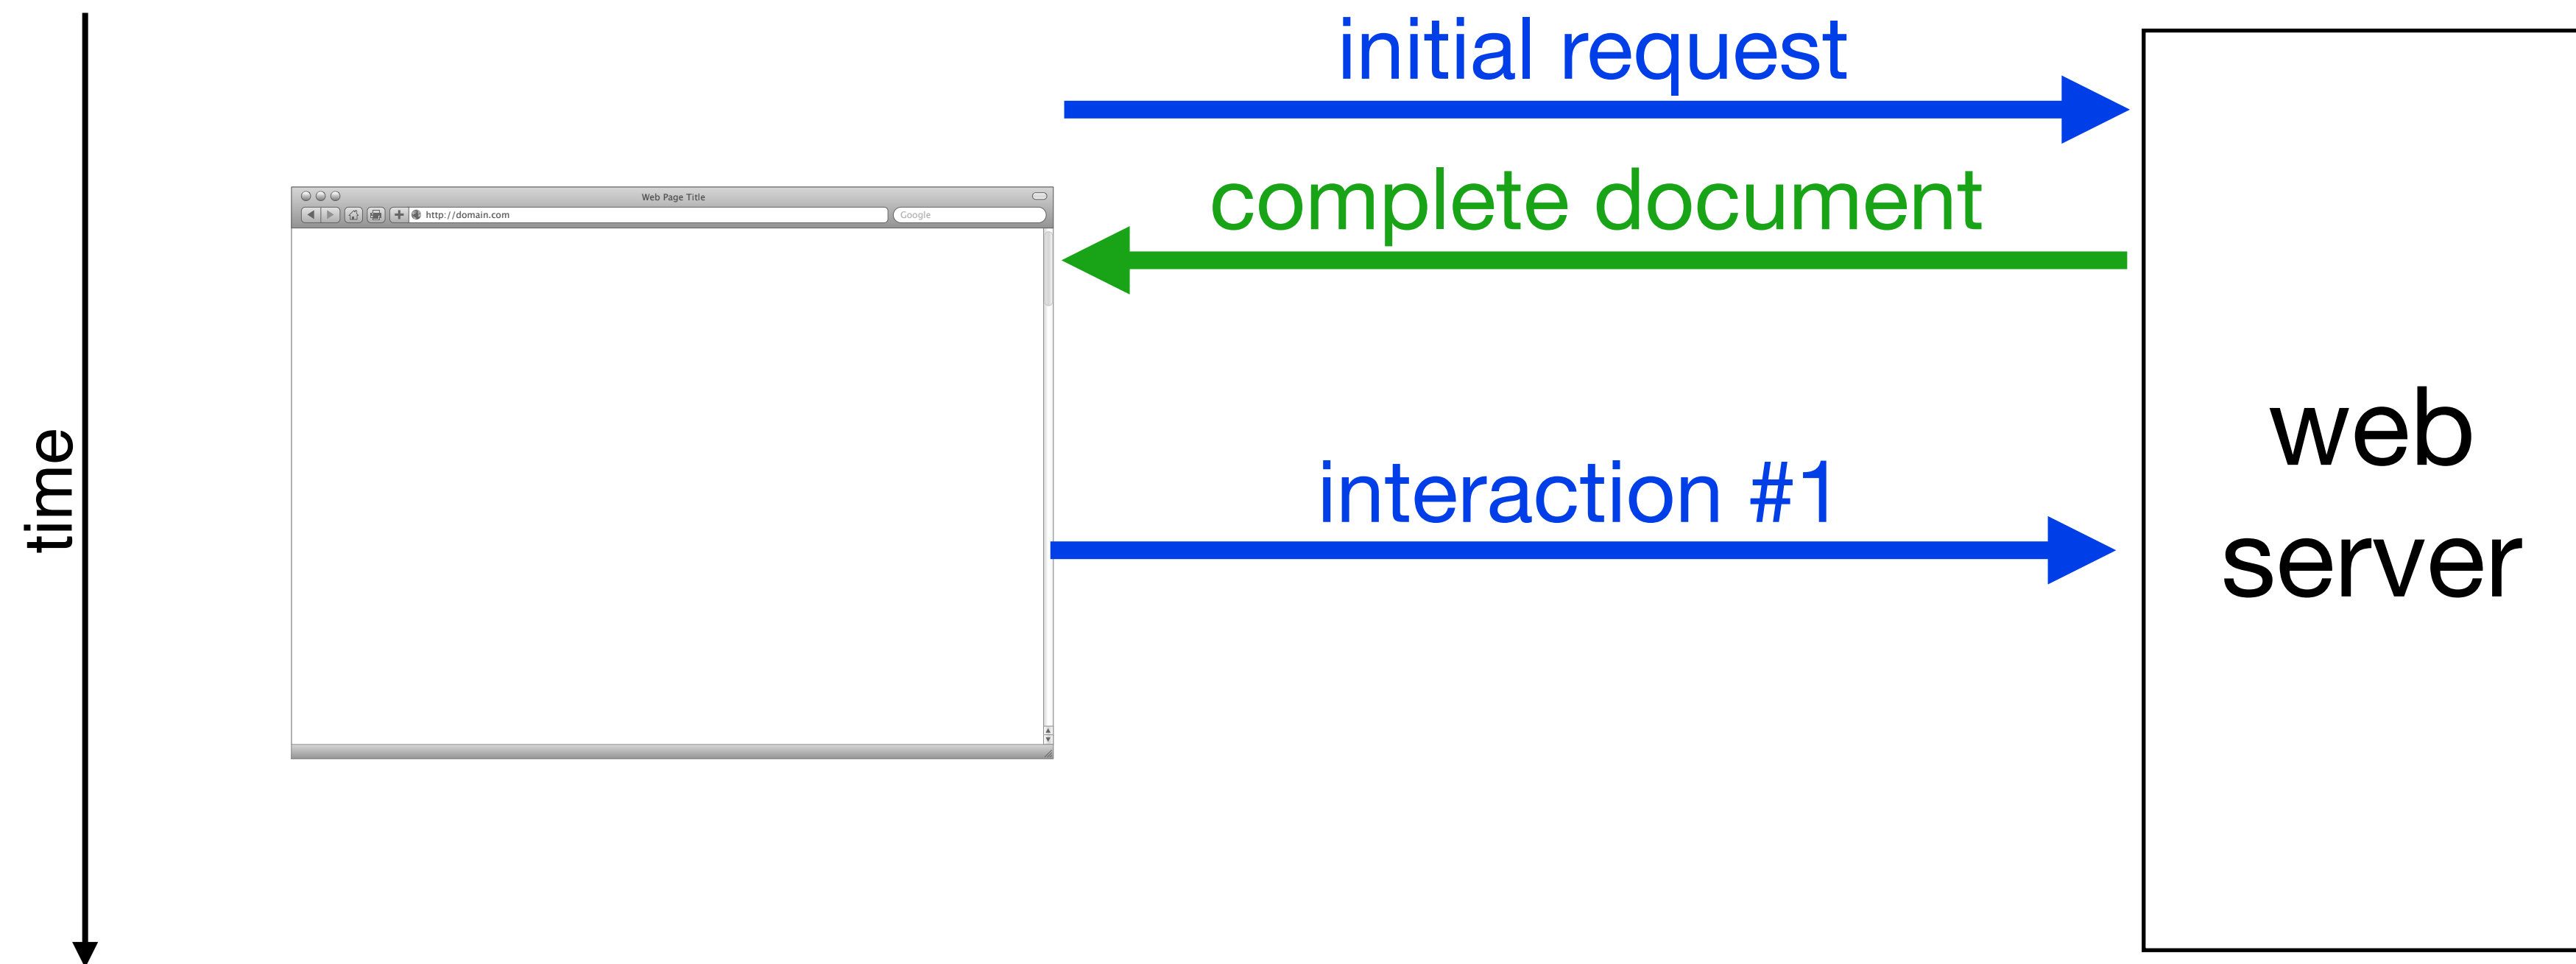 initial request
complete document
Web Page Title
http://domain.com
Google
time
interaction #1
web
server